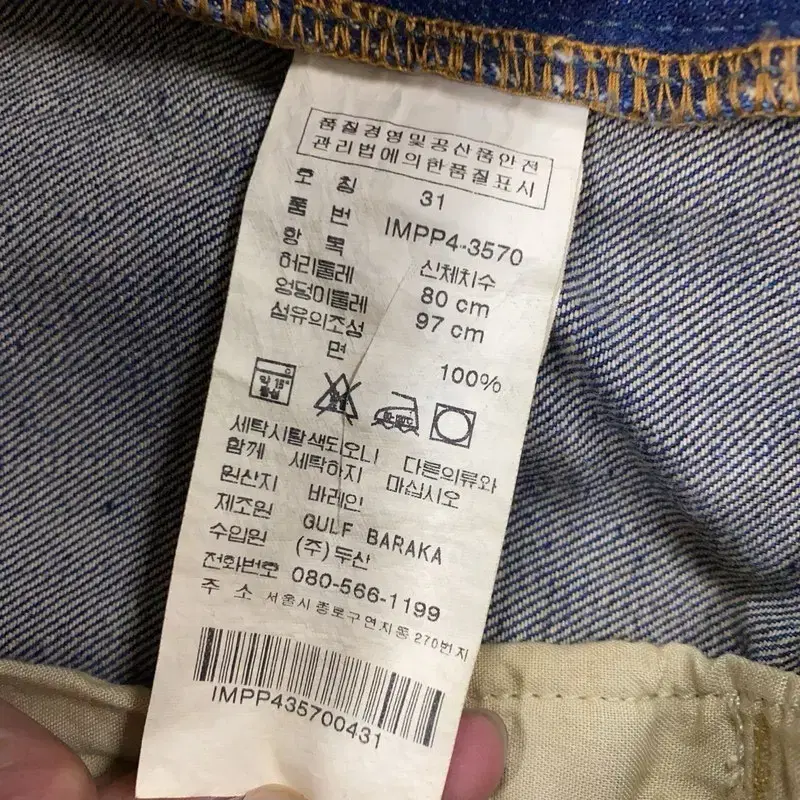 품질경영및공산품안전
관리법에의한품질표시
호 칭 31
품 번 IMPP4-3570
항 목 신체치수
허리둘레 80 cm
엉덩이둘레 97 cm
섬유의조성
면 100%
세탁시탈색되오니 다른의류와
함께 세탁하지 마십시오
원산지 바레인
제조원 GULF BARAKA
수입원 (주)두산
전화번호 080-566-1199
주 소 서울시종로구연지동270번지
IMPP435700431